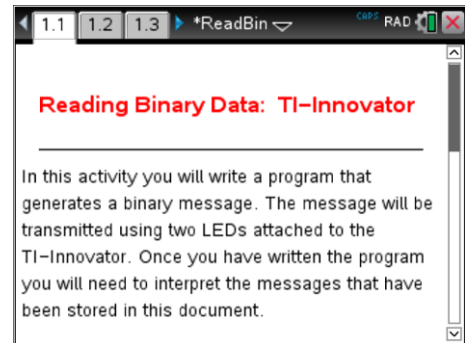 1.1 1.2 1.3 *ReadBin CAPS RAD
Reading Binary Data: TI-Innovator
In this activity you will write a program that
generates a binary message. The message will be
transmitted using two LEDs attached to the
TI-Innovator. Once you have written the program
you will need to interpret the messages that have
been stored in this document.